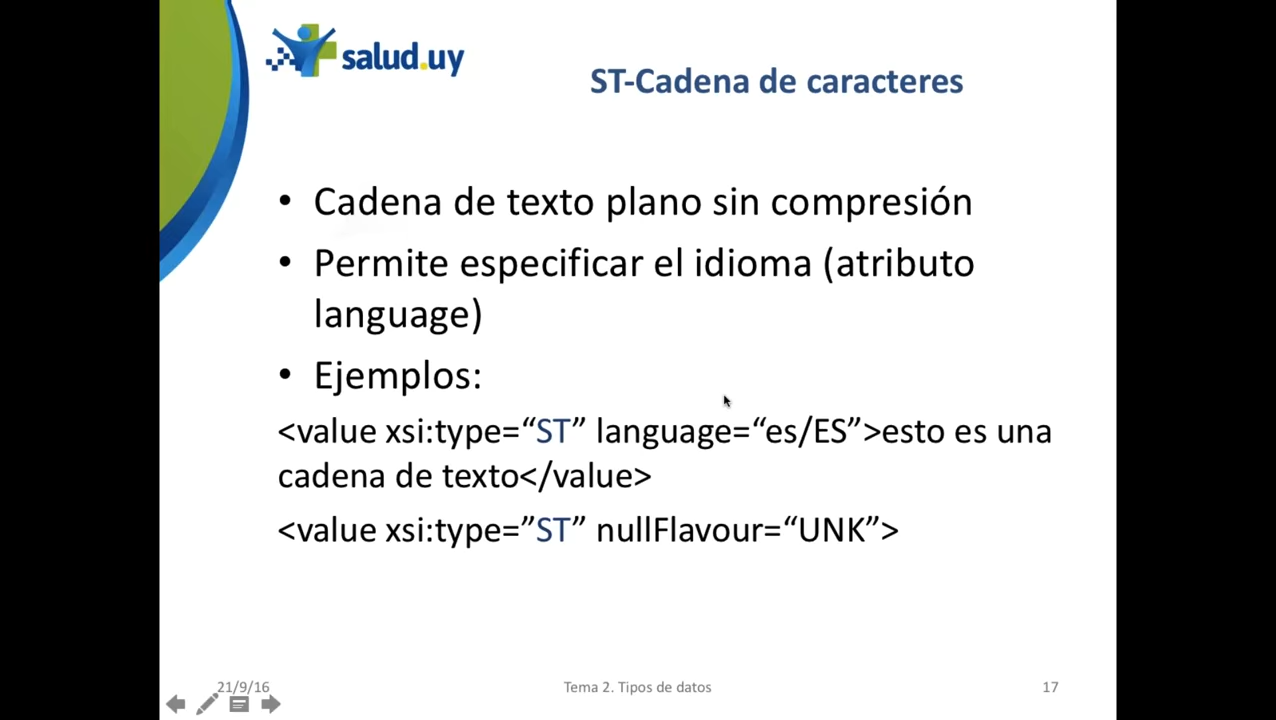 salud.uy
ST-Cadena de caracteres
• Cadena de texto plano sin compresión
• Permite especificar el idioma (atributo
language)
• Ejemplos:
<value xsi:type=“ST” language=“es/ES”>esto es una
cadena de texto</value>
<value xsi:type=”ST” nullFlavour=“UNK”>
21/9/16
Tema 2. Tipos de datos
17